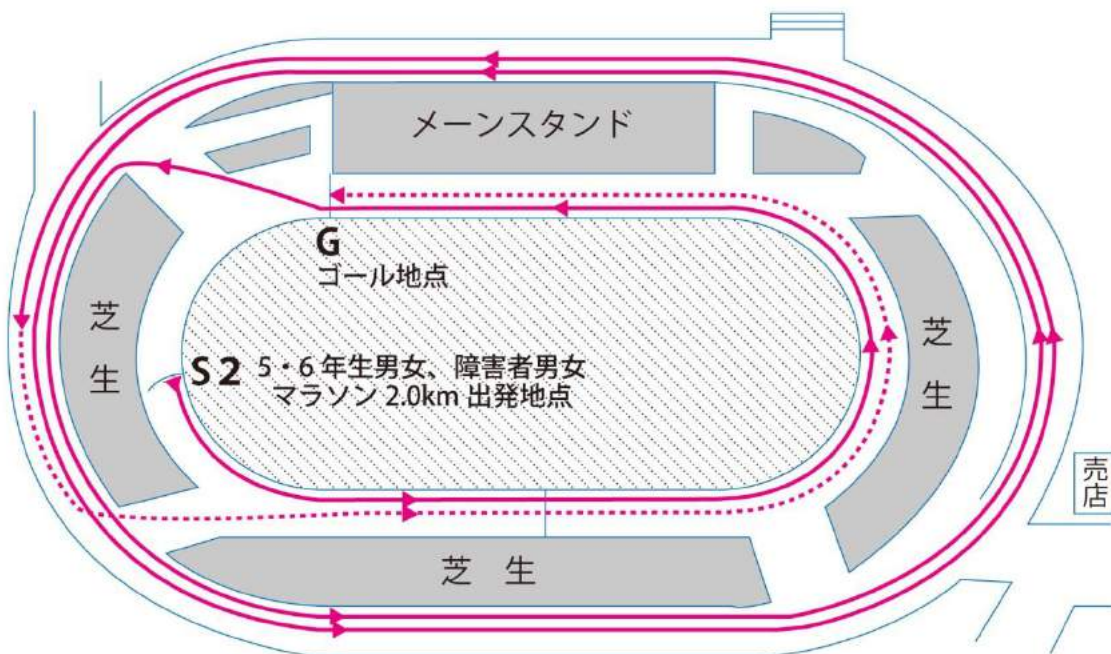 メーンスタンド
G
ゴール地点
芝生
S2 5・6年生男女、障害者男女
マラソン 2.0km 出発地点
芝生
売店
芝 生